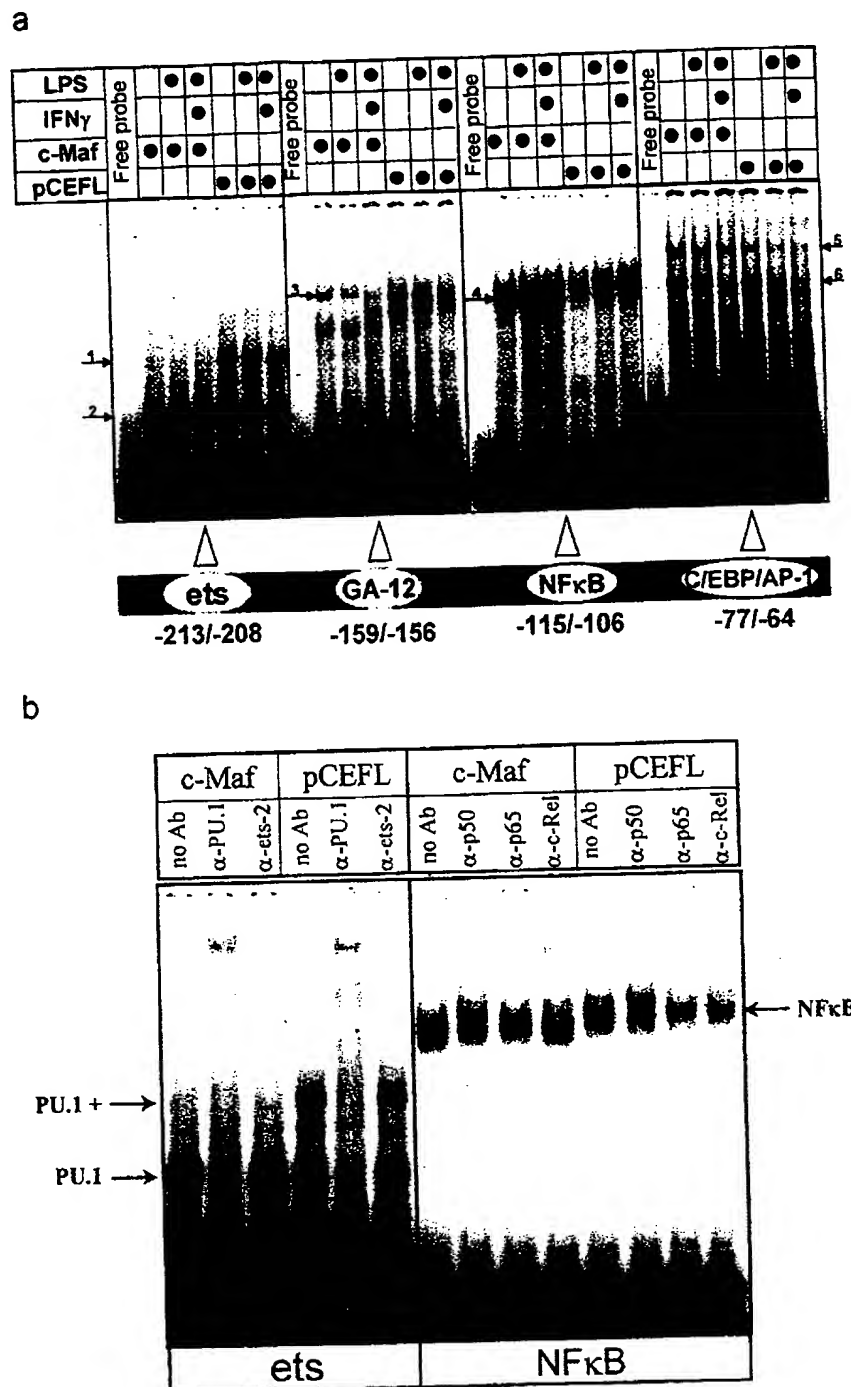 a
LPS
IFNγ
c-Maf
pCEFL
Free probe
Free probe
Free probe
Free probe
1
2
3
4
5
6
ets
GA-12
NFκB
C/EBP/AP-1
-213/-208
-159/-156
-115/-106
-77/-64
b
c-Maf
pCEFL
c-Maf
pCEFL
no Ab
α-PU.1
α-ets-2
no Ab
α-PU.1
α-ets-2
no Ab
α-p50
α-p65
α-c-Rel
no Ab
α-p50
α-p65
α-c-Rel
NFκB
PU.1 +
PU.1
ets
NFκB